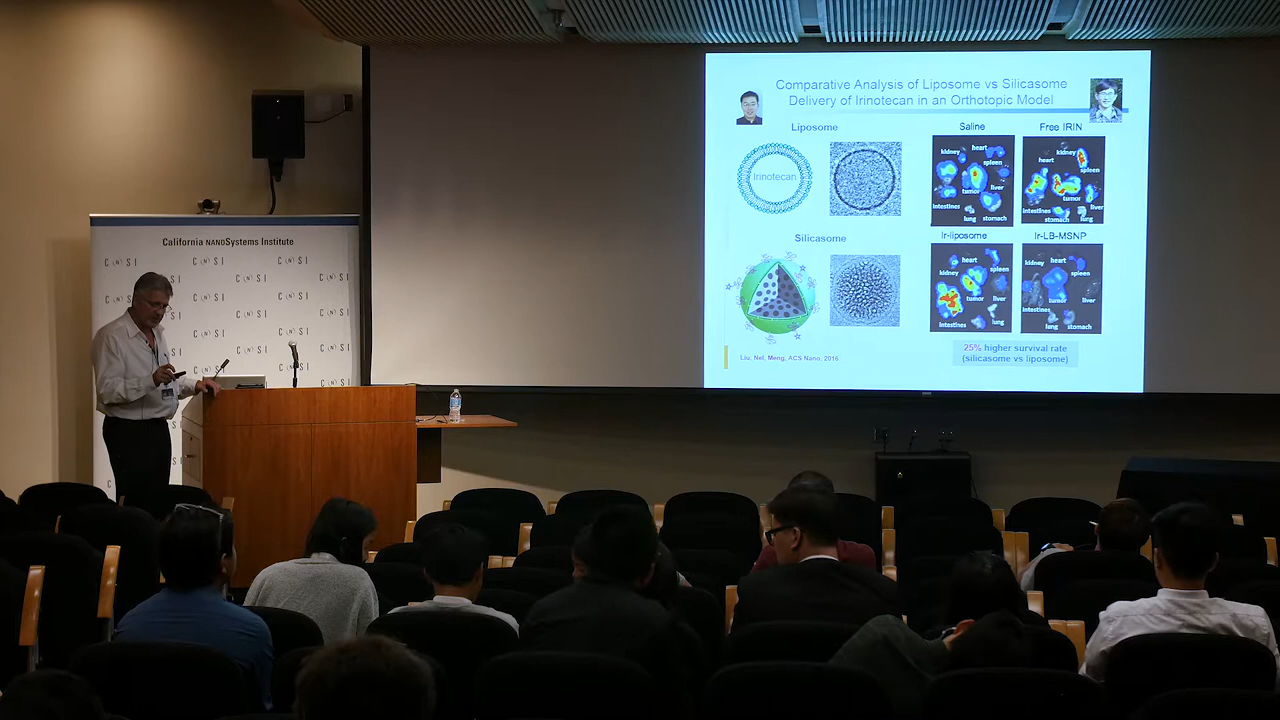 California NANOSystems Institute
C (N) S I
C (N) S I
C (N) S I
C (N) S I
C (N) S I
C (N) S I
C (N) S I
C (N) S I
C (N) S I
C (N) S I
C (N) S I
C (N) S I
C (N) S I
Comparative Analysis of Liposome vs Silicasome
Delivery of Irinotecan in an Orthotopic Model
Liposome
Irinotecan
Silicasome
Liu, Nel, Meng, ACS Nano, 2016
Saline
kidney heart
spleen
tumor
liver
intestines
lung stomach
Free IRIN
kidney
heart
spleen
tumor
liver
intestines
stomach lung
Ir-liposome
heart
kidney
spleen
tumor liver
intestines lung
Ir-LB-MSNP
kidney heart
spleen
tumor liver
intestines
lung stomach
25% higher survival rate
(silicasome vs liposome)